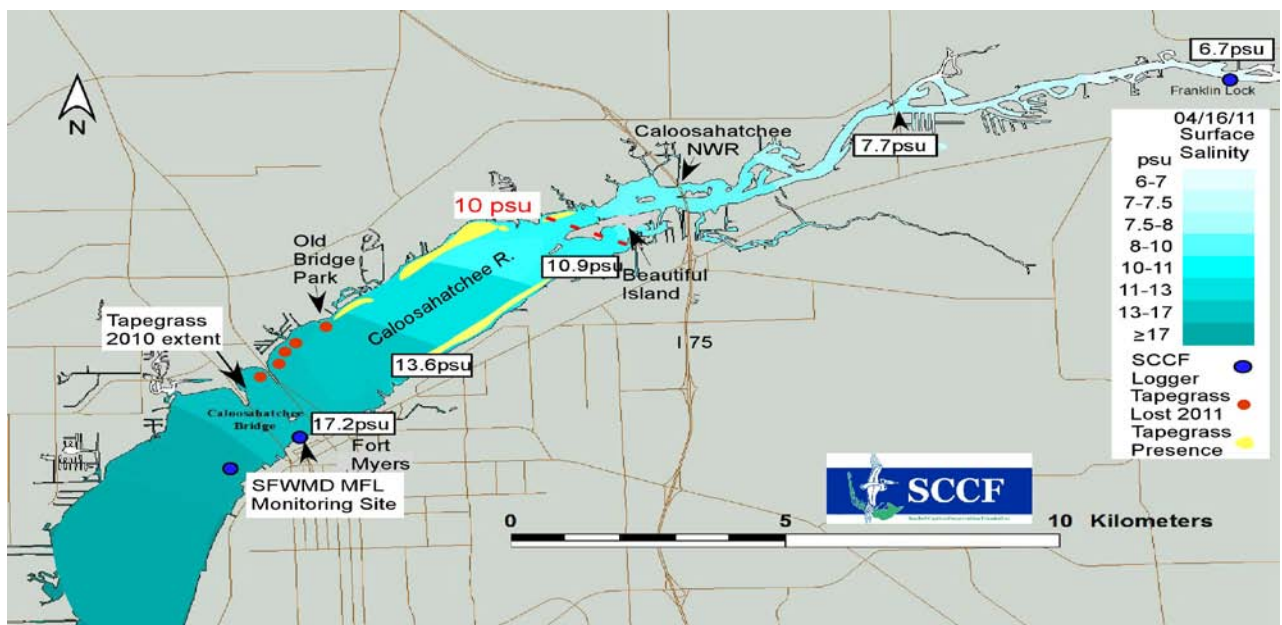 6.7psu
Franklin Lock
N
Caloosahatchee
NWR
7.7psu
10 psu
Old
Bridge
Park
Caloosahatchee R.
10.9psu
Beautiful
Island
Tapegrass
2010 extent
I 75
13.6psu
Caloosahatchee
Bridge
17.2psu
Fort
Myers
SFWMD MFL
Monitoring Site
04/16/11
Surface
Salinity
psu
6-7
7-7.5
7.5-8
8-10
10-11
11-13
13-17
≥17
SCCF
Logger
Tapegrass
Lost 2011
Tapegrass
Presence
SCCF
0 5 10 Kilometers